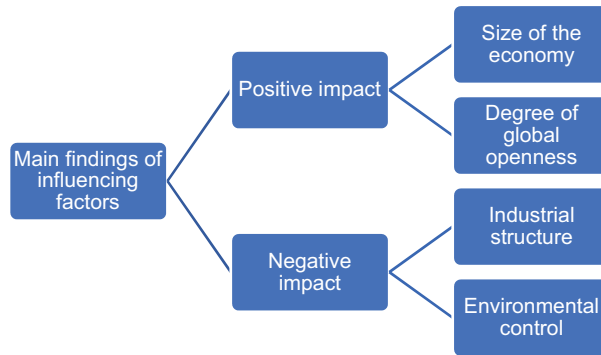 Main findings of
influencing
factors
Positive impact
Size of the
economy
Degree of
global
openness
Negative
impact
Industrial
structure
Environmental
control